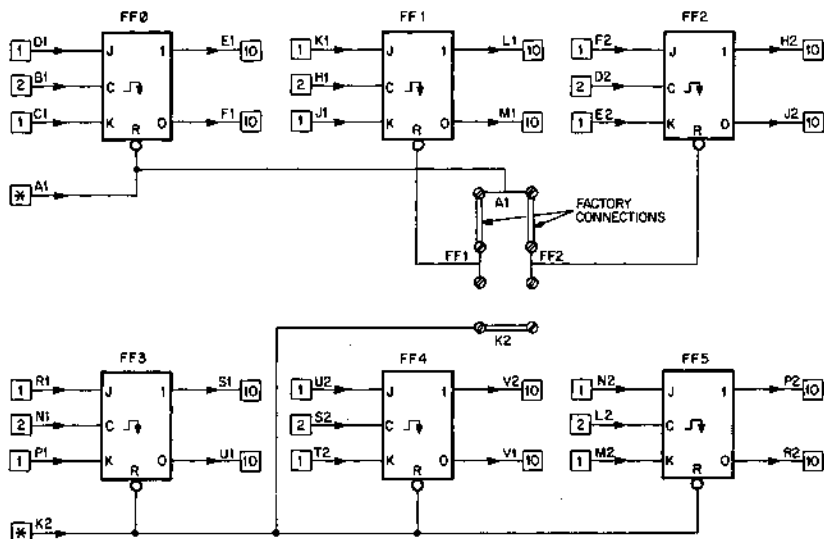 FF0
FF1
FF2
1 D1 J 1 E1 10
1 K1 J 1 L1 10
1 F2 J 1 H2 10
2 B1 C
2 H1 C
2 D2 C
1 C1 K 0 F1 10
1 J1 K 0 M1 10
1 E2 K 0 J2 10
R
R
R
* A1
A1
FACTORY
CONNECTIONS
FF1
FF2
K2
FF3
FF4
FF5
1 R1 J 1 S1 10
1 U2 J 1 V2 10
1 N2 J 1 P2 10
2 N1 C
2 S2 C
2 L2 C
1 P1 K 0 U1 10
1 T2 K 0 V1 10
1 M2 K 0 R2 10
R
R
R
* K2